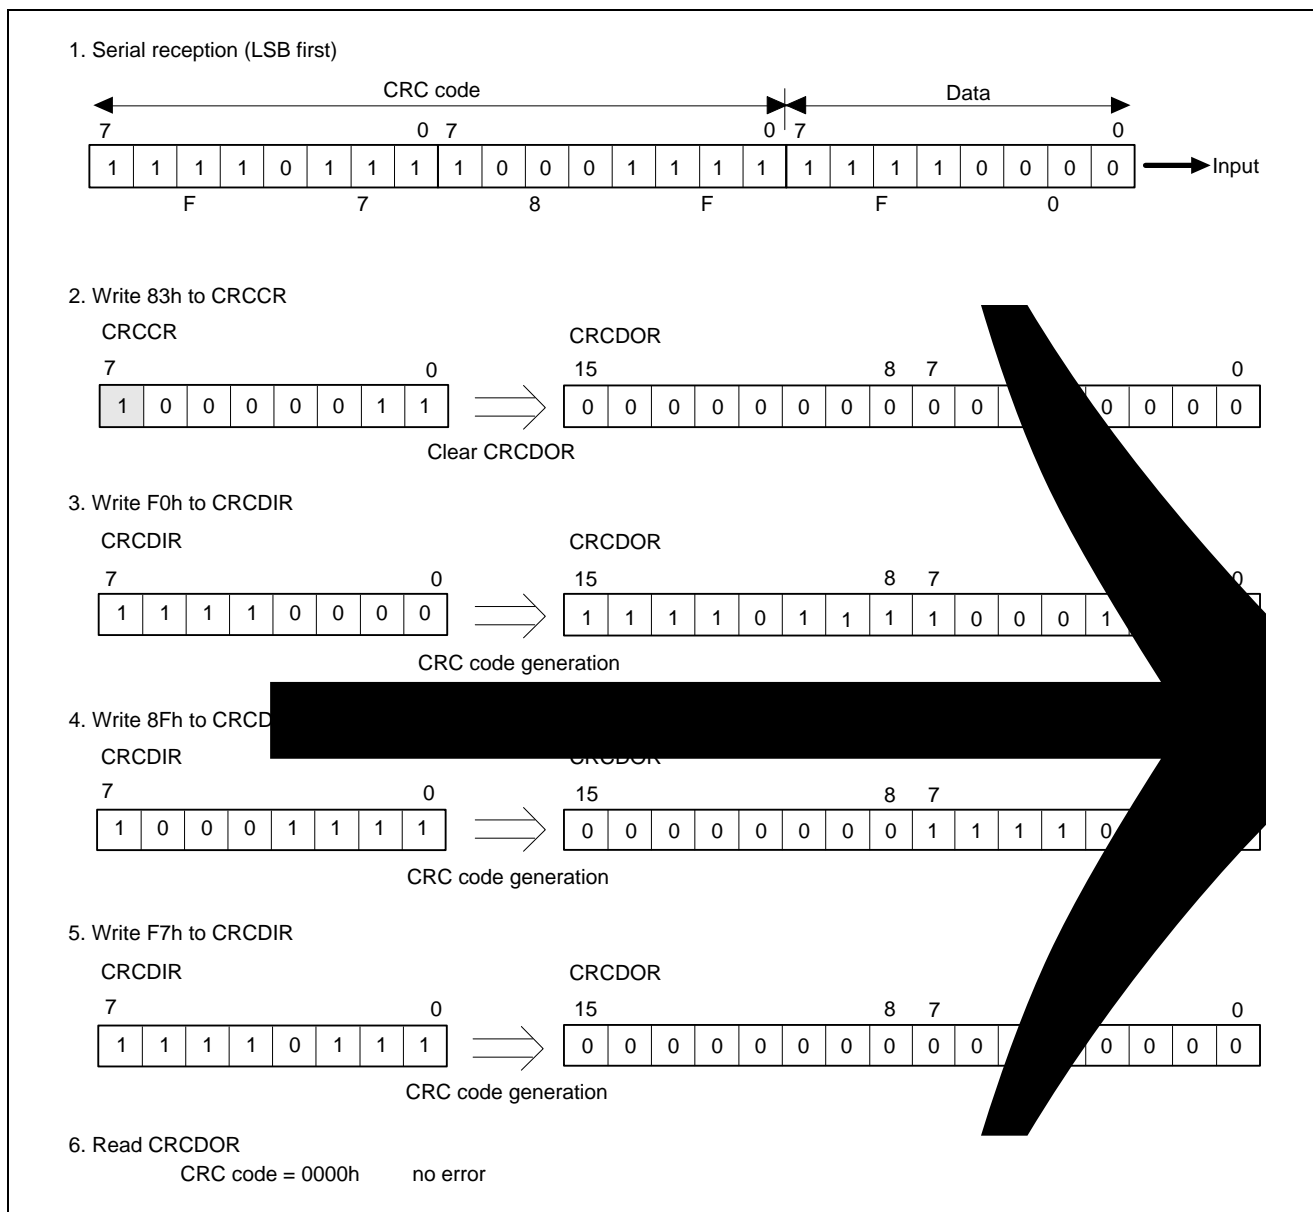 1. Serial reception (LSB first)
CRC code Data
7 0 7 0 7 0
1 1 1 1 0 1 1 1 1 0 0 0 1 1 1 1 1 1 1 1 0 0 0 0 Input
F 7 8 F F 0
2. Write 83h to CRCCR
CRCCR CRCDOR
7 0 15 8 7 0
1 0 0 0 0 0 1 1 0 0 0 0 0 0 0 0 0 0 0 0 0 0 0
Clear CRCDOR
3. Write F0h to CRCDIR
CRCDIR CRCDOR
7 0 15 8 7 0
1 1 1 1 0 0 0 0 1 1 1 1 0 1 1 1 1 0 0 0 1
CRC code generation
4. Write 8Fh to
CRCDIR CRCDOR
7 0 15 8 7
1 0 0 0 1 1 1 1 0 0 0 0 0 0 0 0 1 1 1 1 0
CRC code generation
5. Write F7h to CRCDIR
CRCDIR CRCDOR
7 0 15 8 7 0
1 1 1 1 0 1 1 1 0 0 0 0 0 0 0 0 0 0 0 0 0 0
CRC code generation
6. Read CRCDOR
CRC code = 0000h no error